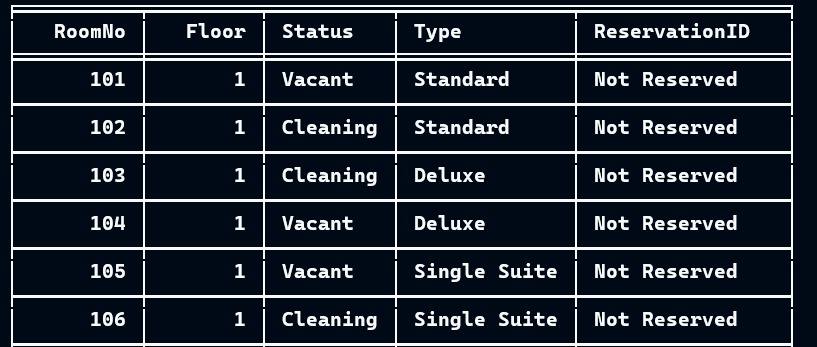 RoomNo Floor Status Type ReservationID
101 1 Vacant Standard Not Reserved
102 1 Cleaning Standard Not Reserved
103 1 Cleaning Deluxe Not Reserved
104 1 Vacant Deluxe Not Reserved
105 1 Vacant Single Suite Not Reserved
106 1 Cleaning Single Suite Not Reserved